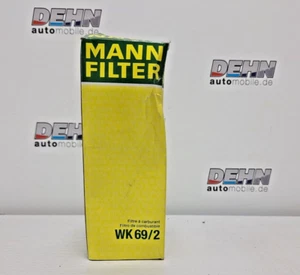 DEHN
automobile.de
DEHN
automobile.de
MANN
FILTER
DEHN
automobile.de
DEHN
automobile.de
Filtre à carburant
Filtro de combustible
WK 69/2